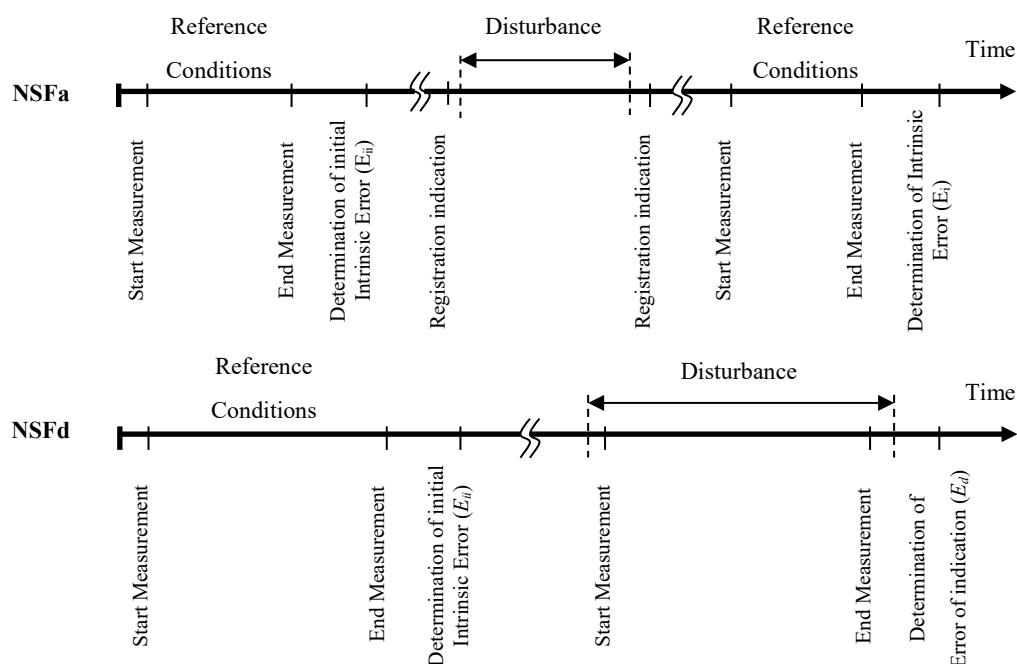 Reference
Conditions
Disturbance
Reference
Conditions
Time
NSFa
Start Measurement
End Measurement
Determination of initial
Intrinsic Error (Eii)
Registration indication
Registration indication
Start Measurement
End Measurement
Determination of Intrinsic
Error (Ei)
Reference
Conditions
Disturbance
Time
NSFd
Start Measurement
End Measurement
Determination of initial
Intrinsic Error (Eii)
Start Measurement
End Measurement
Determination of
Error of indication (Ed)